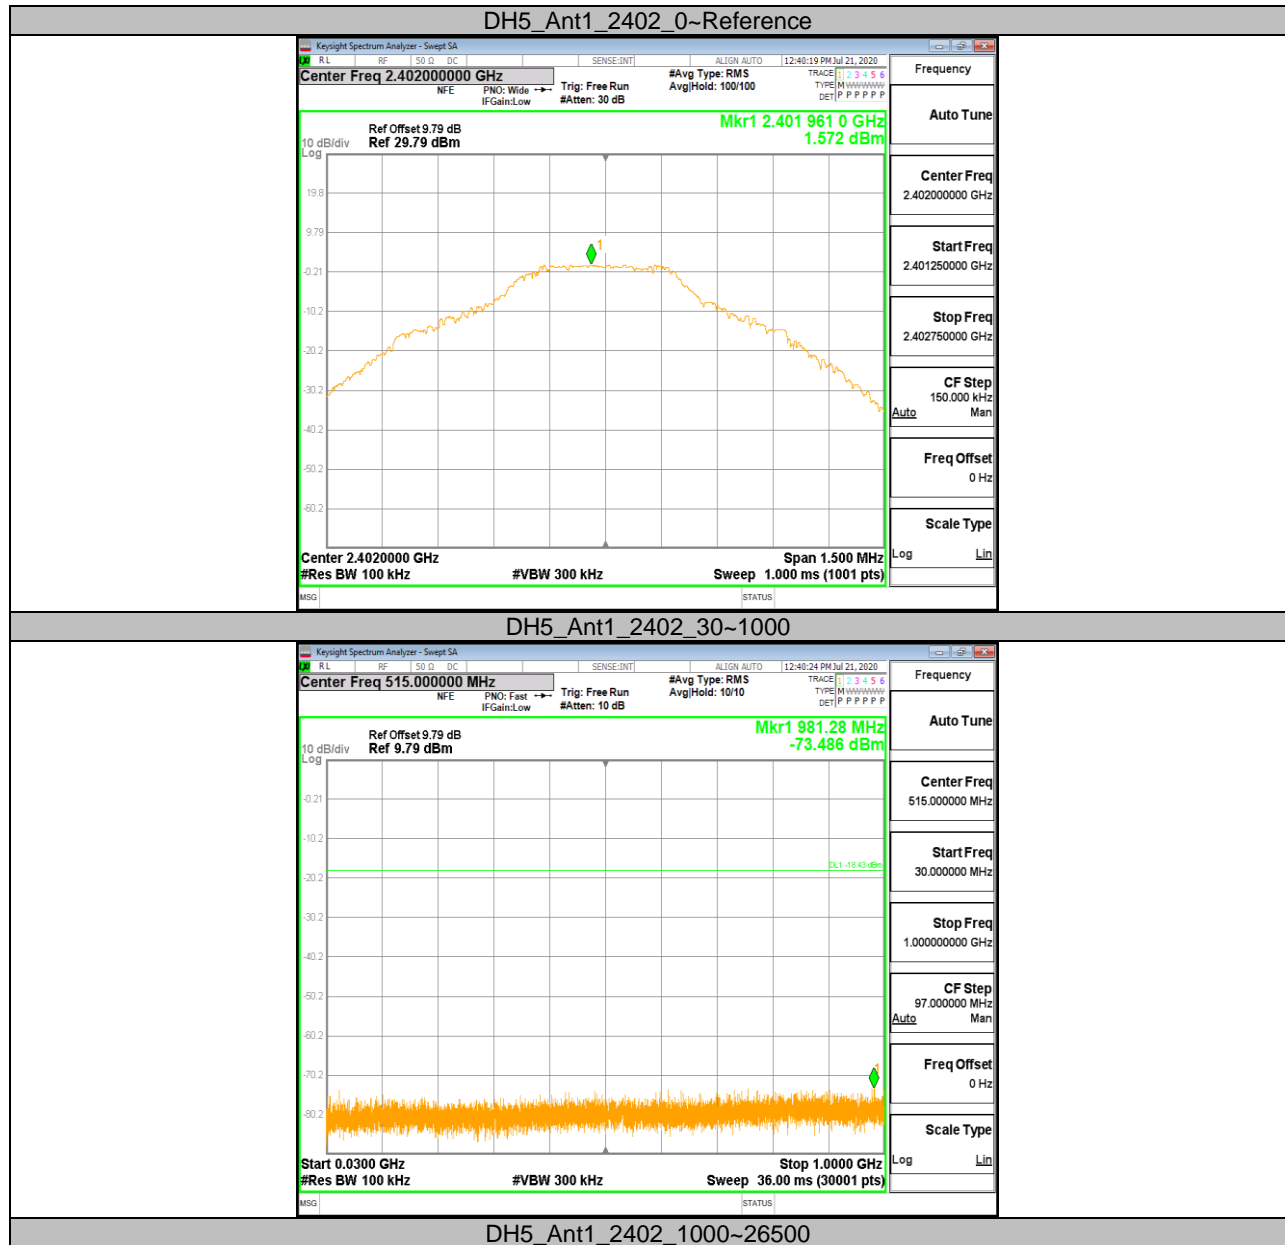 DH5_Ant1_2402_0~Reference
Keysight Spectrum Analyzer - Swept SA
RL RF 50 Ω DC SENSE:INT ALIGN AUTO 12:40:19 PM Jul 21, 2020
Center Freq 2.402000000 GHz
NFE
PNO: Wide
IFGain:Low
Trig: Free Run
#Atten: 30 dB
#Avg Type: RMS
Avg|Hold: 100/100
TRACE 1 2 3 4 5 6
TYPE M WWWWW
DET P P P P P P
Frequency
Mkr1 2.401 961 0 GHz
1.572 dBm
Ref Offset 9.79 dB
10 dB/div Ref 29.79 dBm
Log
19.8
9.79
-0.21
-10.2
-20.2
-30.2
-40.2
-50.2
-60.2
1
Center 2.4020000 GHz Span 1.500 MHz
#Res BW 100 kHz #VBW 300 kHz Sweep 1.000 ms (1001 pts)
MSG STATUS
Auto Tune
Center Freq
2.402000000 GHz
Start Freq
2.401250000 GHz
Stop Freq
2.402750000 GHz
CF Step
150.000 kHz
Auto Man
Freq Offset
0 Hz
Scale Type
Log Lin
DH5_Ant1_2402_30~1000
Keysight Spectrum Analyzer - Swept SA
RL RF 50 Ω DC SENSE:INT ALIGN AUTO 12:40:24 PM Jul 21, 2020
Center Freq 515.000000 MHz
NFE
PNO: Fast
IFGain:Low
Trig: Free Run
#Atten: 10 dB
#Avg Type: RMS
Avg|Hold: 10/10
TRACE 1 2 3 4 5 6
TYPE M WWWWW
DET P P P P P P
Frequency
Mkr1 981.28 MHz
-73.486 dBm
Ref Offset 9.79 dB
10 dB/div Ref 9.79 dBm
Log
-0.21
-10.2
-20.2
-30.2
-40.2
-50.2
-60.2
-70.2
-80.2
DL1 -18.43 dBm
1
Start 0.0300 GHz Stop 1.0000 GHz
#Res BW 100 kHz #VBW 300 kHz Sweep 36.00 ms (30001 pts)
MSG STATUS
Auto Tune
Center Freq
515.000000 MHz
Start Freq
30.000000 MHz
Stop Freq
1.000000000 GHz
CF Step
97.000000 MHz
Auto Man
Freq Offset
0 Hz
Scale Type
Log Lin
DH5_Ant1_2402_1000~26500